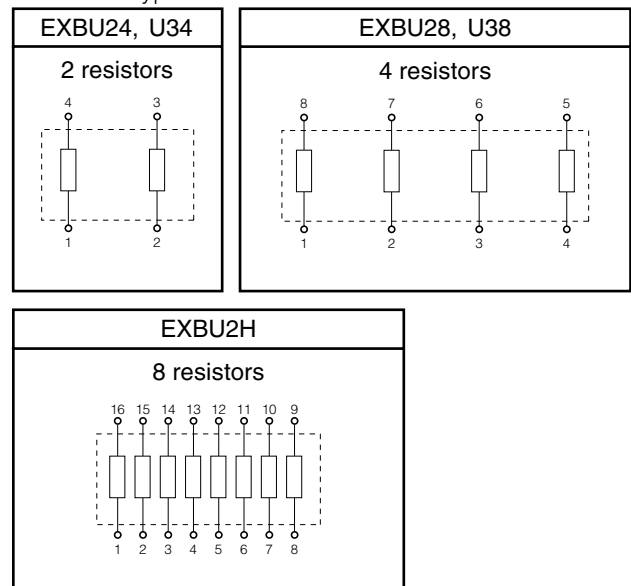 EXBU24, U34
2 resistors
4 3
1 2
EXBU28, U38
4 resistors
8 7 6 5
1 2 3 4
EXBU2H
8 resistors
16 15 14 13 12 11 10 9
1 2 3 4 5 6 7 8